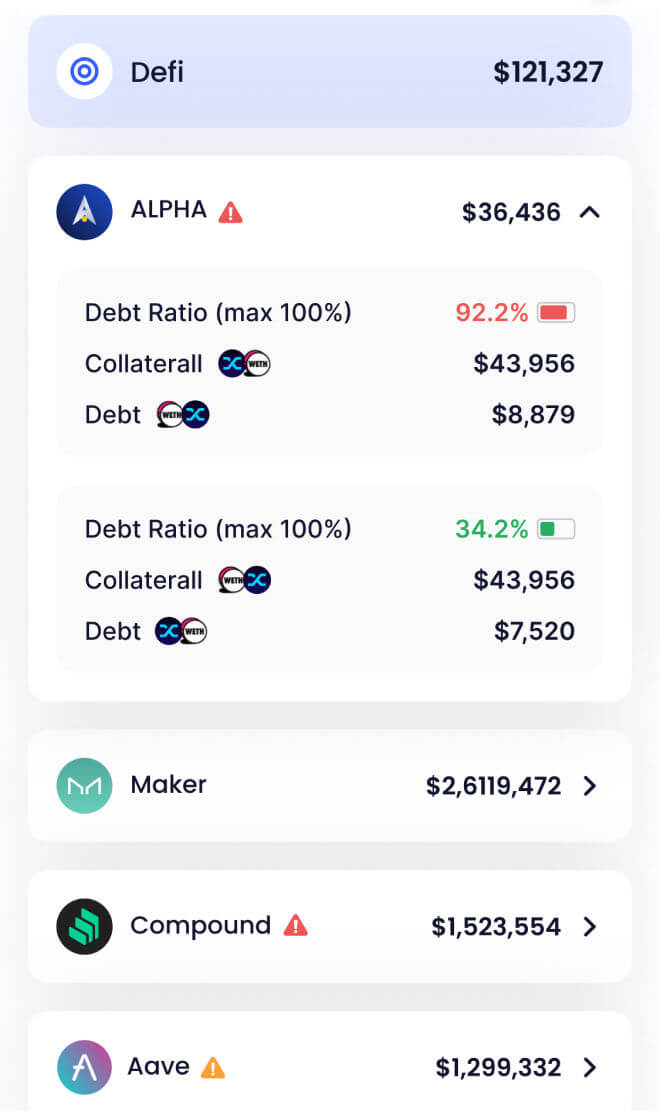 Defi $121,327
ALPHA $36,436
Debt Ratio (max 100%) 92.2%
Collaterall WETH $43,956
Debt WETH $8,879
Debt Ratio (max 100%) 34.2%
Collaterall WETH $43,956
Debt WETH $7,520
Maker $2,6119,472
Compound $1,523,554
Aave $1,299,332